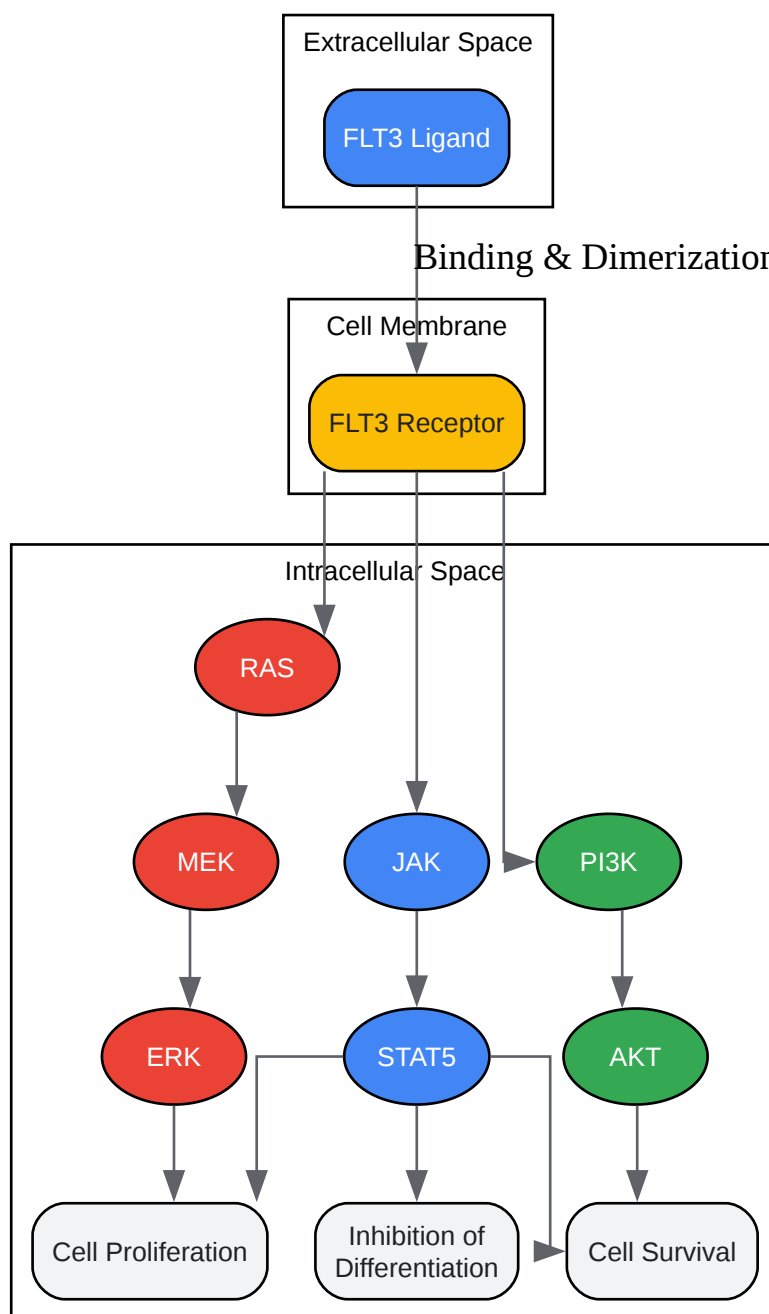 Extracellular Space
FLT3 Ligand
Binding & Dimerization
Cell Membrane
FLT3 Receptor
Intracellular Space
RAS
MEK
JAK
PI3K
ERK
STAT5
AKT
Cell Proliferation
Inhibition of
Differentiation
Cell Survival